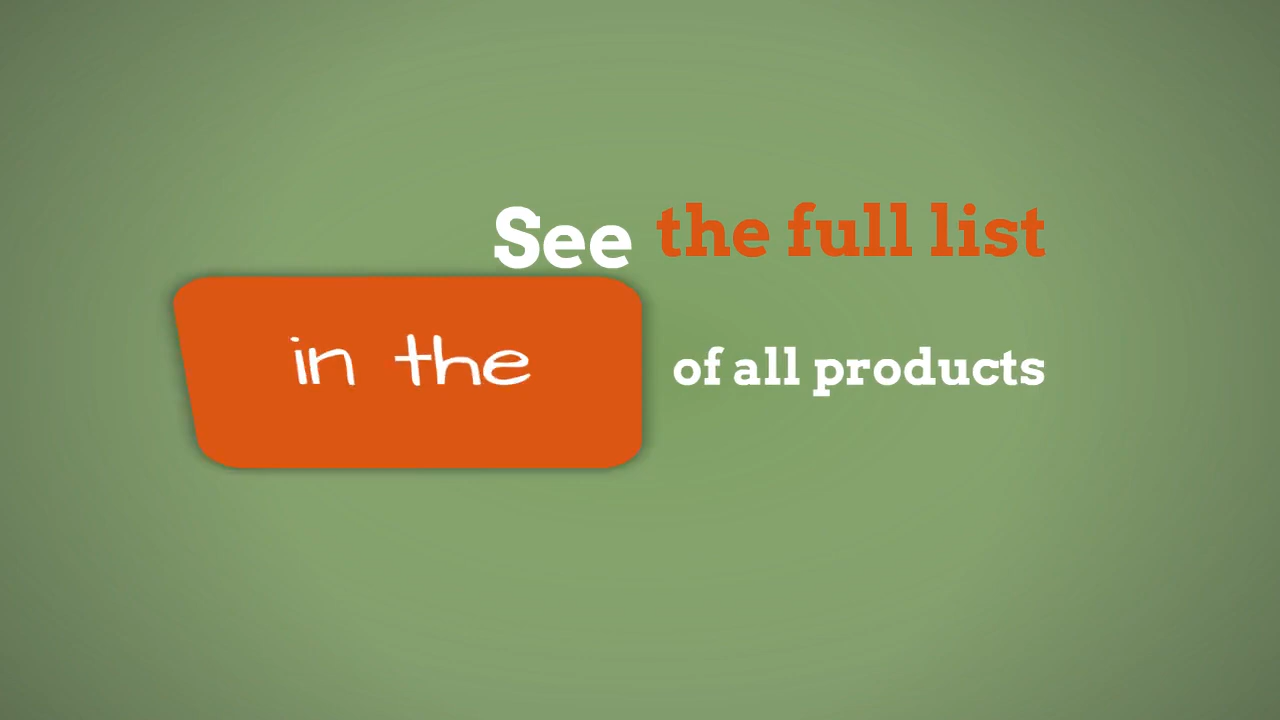 See the full list
of all products
in the